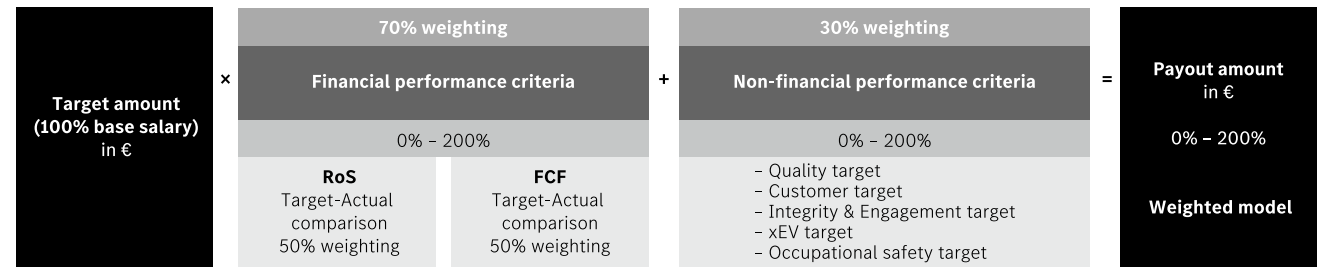 Target amount
(100% base salary)
in €
×
70% weighting
Financial performance criteria
0% – 200%
RoS
Target-Actual
comparison
50% weighting
FCF
Target-Actual
comparison
50% weighting
+
30% weighting
Non-financial performance criteria
0% – 200%
– Quality target
– Customer target
– Integrity & Engagement target
– xEV target
– Occupational safety target
=
Payout amount
in €
0% – 200%
Weighted model